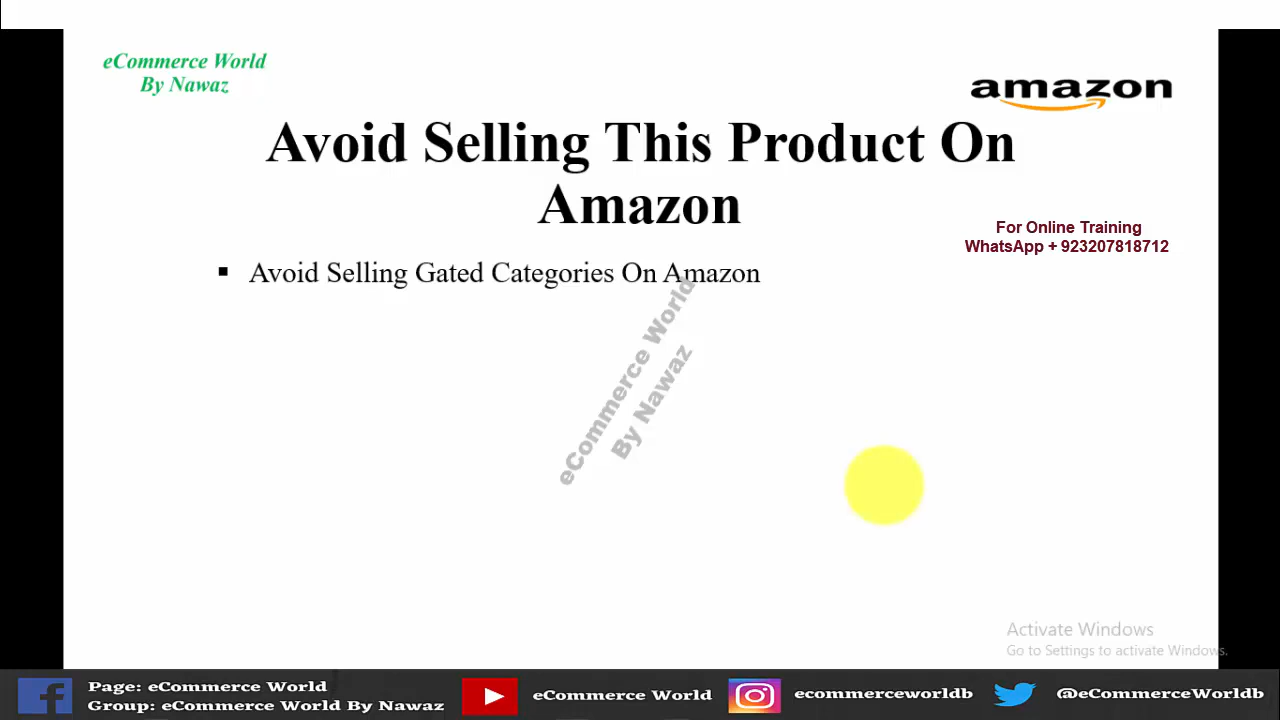 eCommerce World
By Nawaz
amazon
Avoid Selling This Product On
Amazon
For Online Training
WhatsApp + 923207818712
▪ Avoid Selling Gated Categories On Amazon
eCommerce World
By Nawaz
Activate Windows
Go to Settings to activate Windows.
Page: eCommerce World
Group: eCommerce World By Nawaz
eCommerce World
ecommerceworldb
@eCommerceWorldb